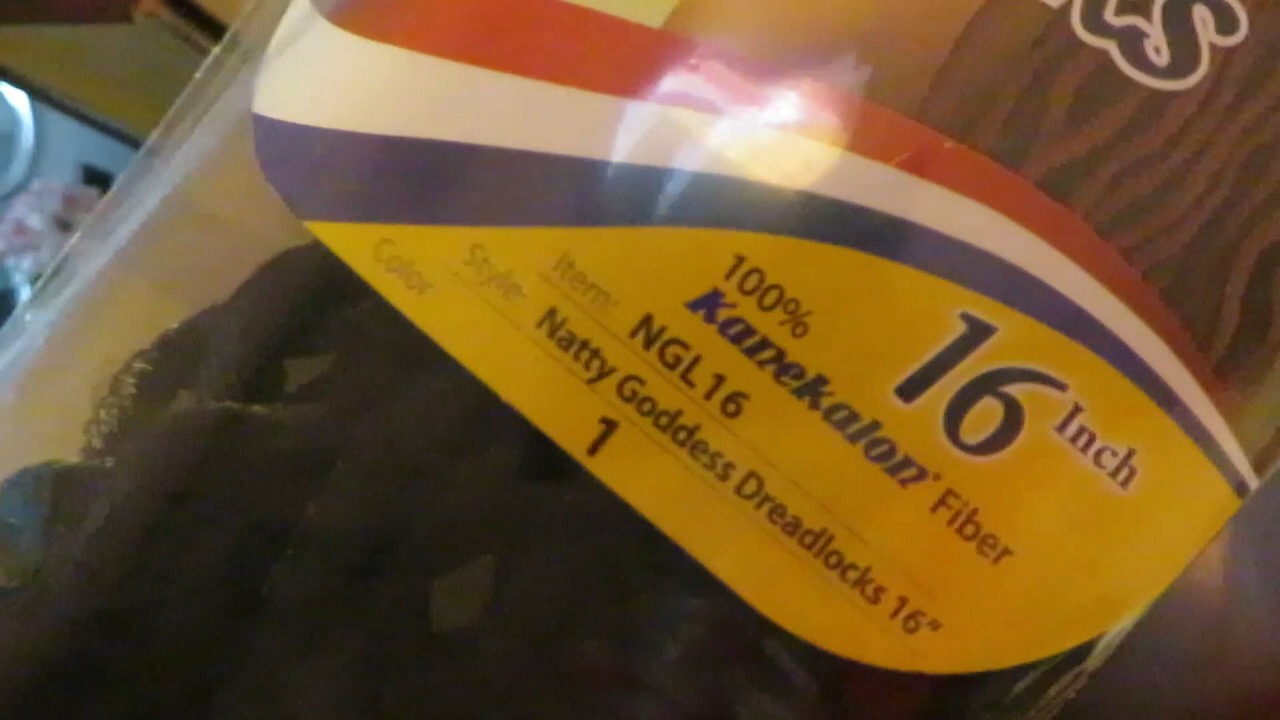 16 Inch
100%
Kanekalon® Fiber
Item: NGL16
Style: Natty Goddess Dreadlocks 16"
Color: 1